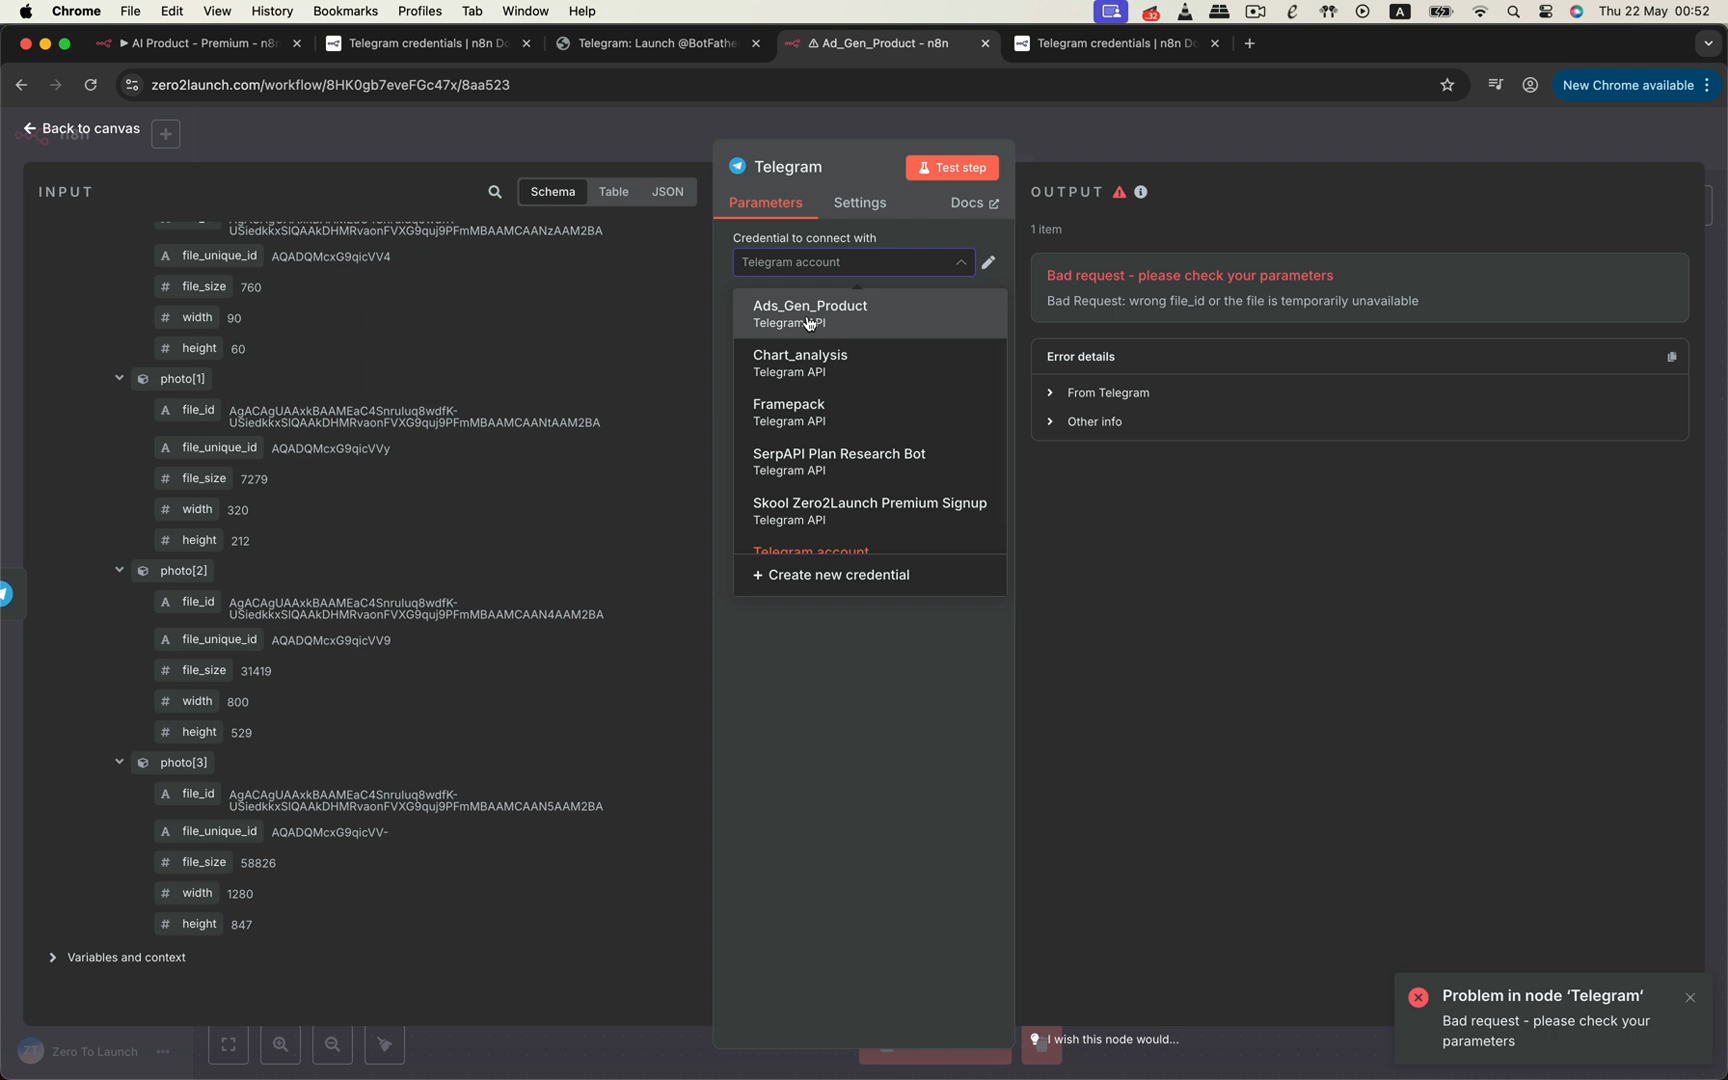 Chrome File Edit View History Bookmarks Profiles Tab Window Help
32 A Thu 22 May 00:52
AI Product - Premium - n8n
Telegram credentials | n8n Do
Telegram: Launch @BotFathe
Ad_Gen_Product - n8n
Telegram credentials | n8n Do
zero2launch.com/workflow/8HK0gb7eveFGc47x/8aa523
New Chrome available
Back to canvas
INPUT
Schema Table JSON
USiedkkxSlQAAkDHMRvaonFVXG9quj9PFmMBAAMCAANzAAM2BA
A file_unique_id AQADQMcxG9qicVV4
# file_size 760
# width 90
# height 60
photo[1]
A file_id AgACAgUAAxkBAAMEaC4Snruluq8wdfK-
USiedkkxSlQAAkDHMRvaonFVXG9quj9PFmMBAAMCAANtAAM2BA
A file_unique_id AQADQMcxG9qicVVy
# file_size 7279
# width 320
# height 212
photo[2]
A file_id AgACAgUAAxkBAAMEaC4Snruluq8wdfK-
USiedkkxSlQAAkDHMRvaonFVXG9quj9PFmMBAAMCAAN4AAM2BA
A file_unique_id AQADQMcxG9qicVV9
# file_size 31419
# width 800
# height 529
photo[3]
A file_id AgACAgUAAxkBAAMEaC4Snruluq8wdfK-
USiedkkxSlQAAkDHMRvaonFVXG9quj9PFmMBAAMCAAN5AAM2BA
A file_unique_id AQADQMcxG9qicVV-
# file_size 58826
# width 1280
# height 847
Variables and context
ZT Zero To Launch
Telegram
Test step
Parameters Settings Docs
Credential to connect with
Telegram account
Ads_Gen_Product
Telegram API
Chart_analysis
Telegram API
Framepack
Telegram API
SerpAPI Plan Research Bot
Telegram API
Skool Zero2Launch Premium Signup
Telegram API
Telegram account
+ Create new credential
OUTPUT
1 item
Bad request - please check your parameters
Bad Request: wrong file_id or the file is temporarily unavailable
Error details
From Telegram
Other info
I wish this node would...
Problem in node 'Telegram'
Bad request - please check your
parameters